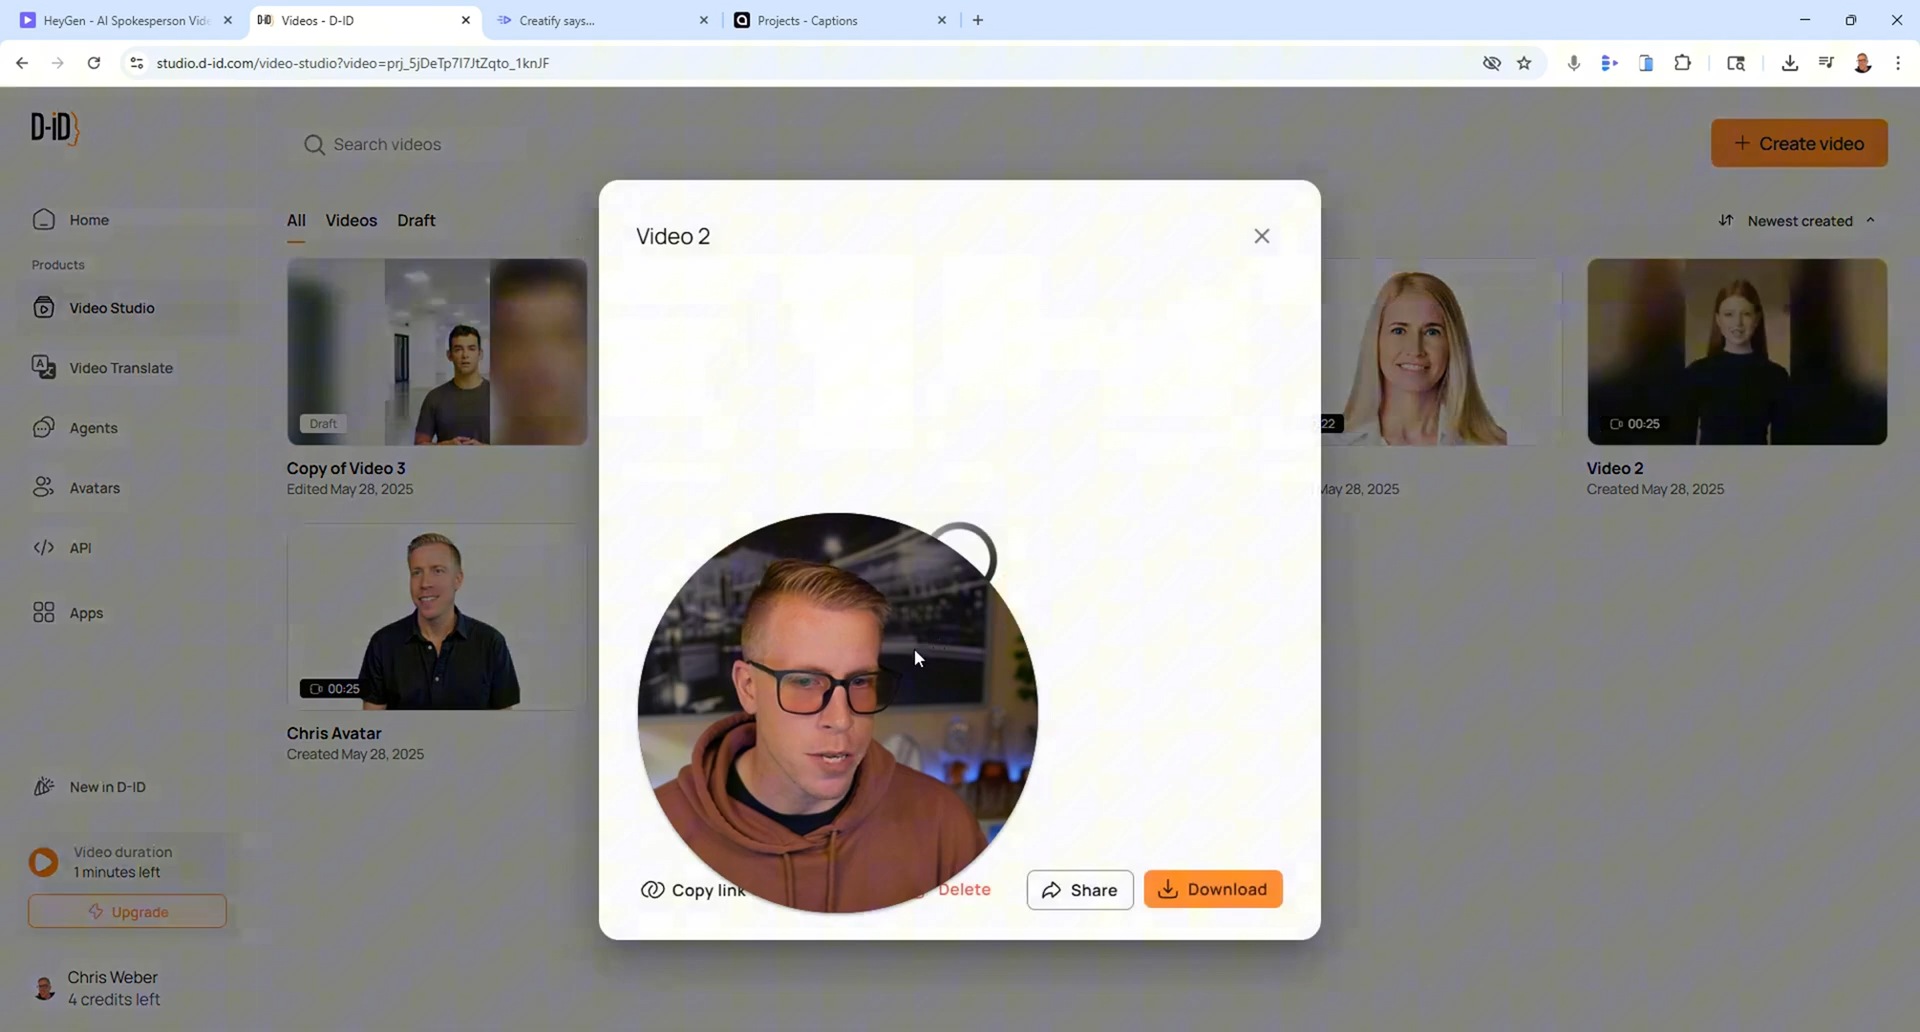 HeyGen - AI Spokesperson Vide
Videos - D-ID
Creatify says...
Projects - Captions
studio.d-id.com/video-studio?video=prj_5jDeTp7I7JtZqto_1knJF
D-iD
Search videos
+ Create video
Home
All
Videos
Draft
Newest created
Products
Video Studio
Video Translate
Agents
Avatars
API
Apps
Draft
Copy of Video 3
Edited May 28, 2025
Video 2
22
May 28, 2025
00:25
Video 2
Created May 28, 2025
00:25
Chris Avatar
Created May 28, 2025
Copy link
Delete
Share
Download
New in D-ID
Video duration
1 minutes left
Upgrade
Chris Weber
4 credits left